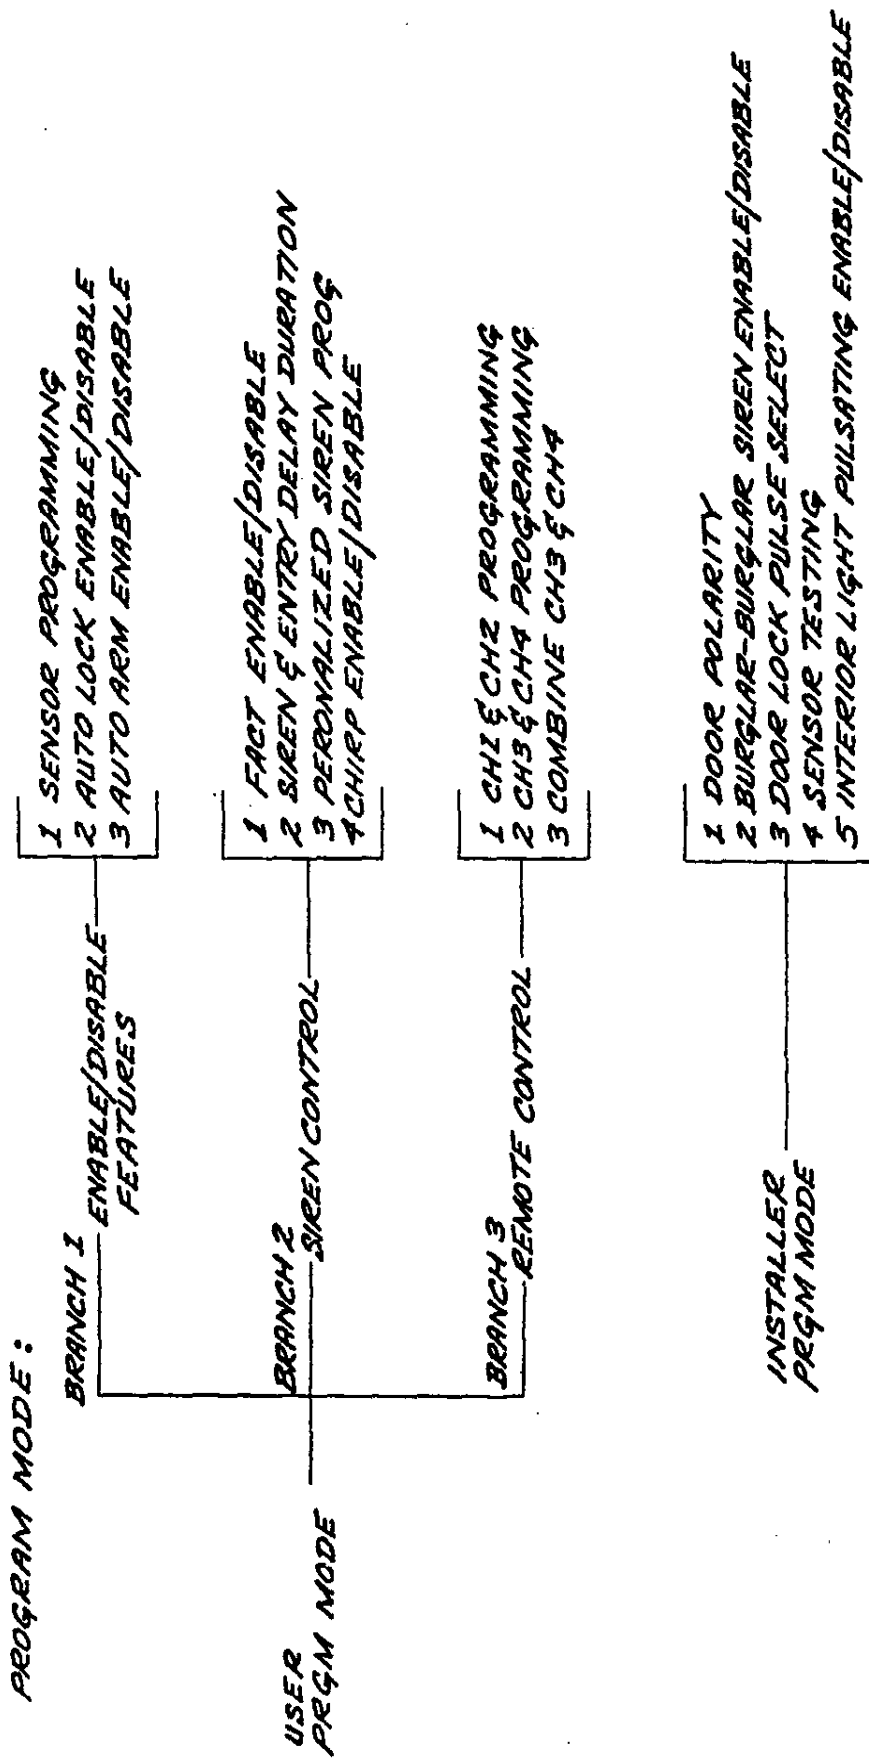 PROGRAM MODE:
USER
PRGM MODE
BRANCH 1
ENABLE/DISABLE
FEATURES
1 SENSOR PROGRAMMING
2 AUTO LOCK ENABLE/DISABLE
3 AUTO ARM ENABLE/DISABLE
BRANCH 2
SIREN CONTROL
1 FACT ENABLE/DISABLE
2 SIREN & ENTRY DELAY DURATION
3 PERONALIZED SIREN PROG
4 CHIRP ENABLE/DISABLE
BRANCH 3
REMOTE CONTROL
1 CH1 & CH2 PROGRAMMING
2 CH3 & CH4 PROGRAMMING
3 COMBINE CH3 & CH4
INSTALLER
PRGM MODE
1 DOOR POLARITY
2 BURGLAR-BURGLAR SIREN ENABLE/DISABLE
3 DOOR LOCK PULSE SELECT
4 SENSOR TESTING
5 INTERIOR LIGHT PULSATING ENABLE/DISABLE